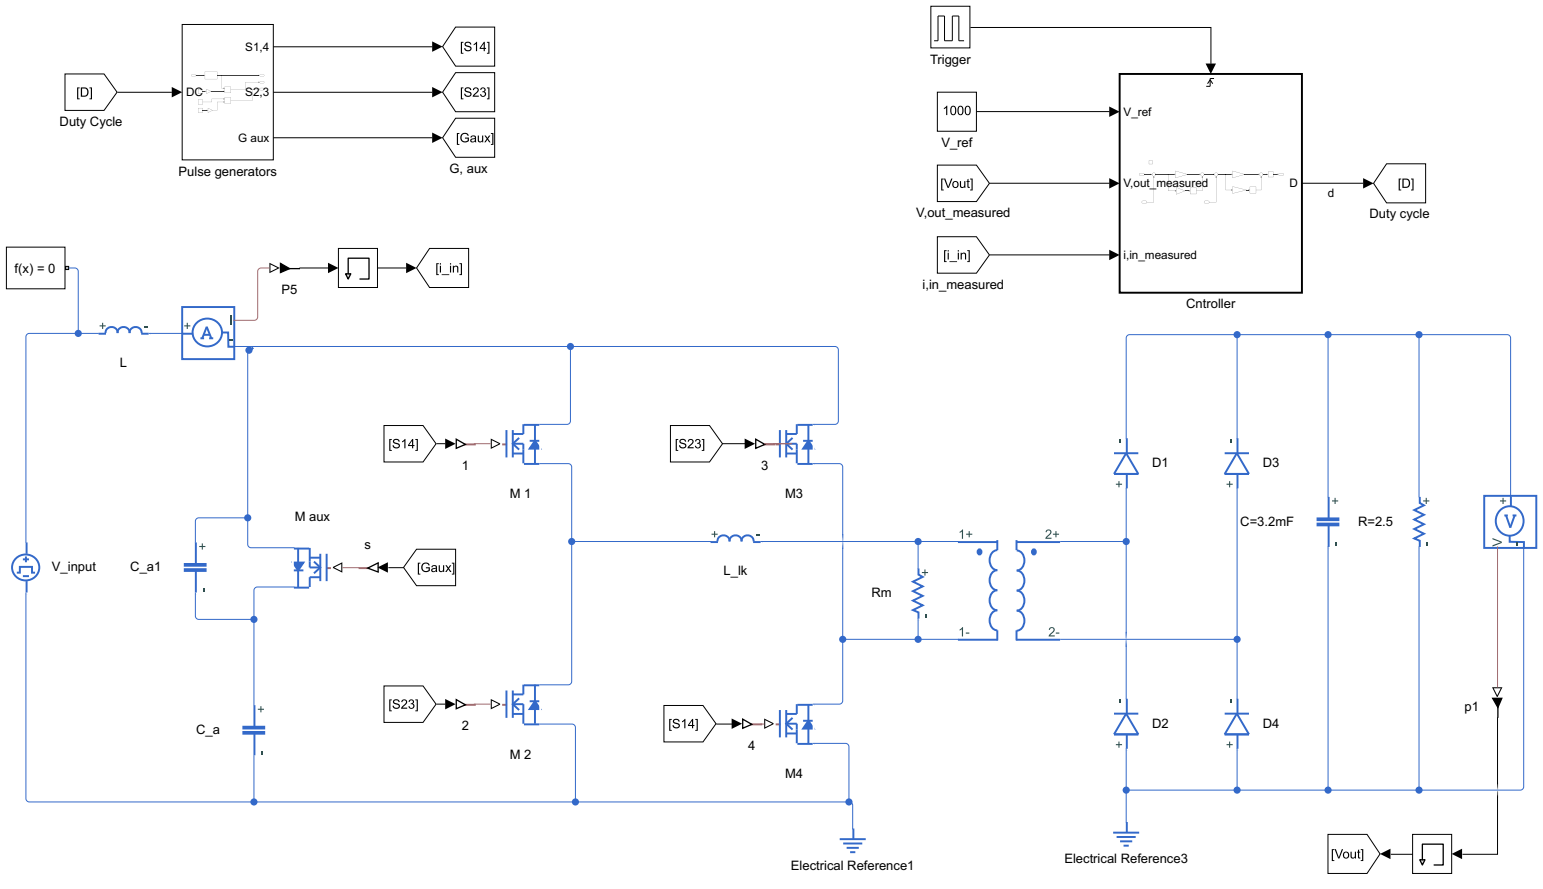 [D]
Duty Cycle
DC
S1,4
S2,3
G aux
Pulse generators
[S14]
[S23]
[Gaux]
G, aux
Trigger
1000
V_ref
[Vout]
V,out_measured
[i_in]
i,in_measured
V_ref
V,out_measured
i,in_measured
D
Cntroller
d
[D]
Duty cycle
f(x) = 0
P5
[i_in]
+
-
L
+
A
I
-
[S14]
1
M 1
[S23]
3
M3
D1
D3
M aux
s
[Gaux]
V_input
C_a1
+
-
C_a
+
-
+
-
L_lk
Rm
+
-
1+
1-
2+
2-
C=3.2mF
+
-
R=2.5
+
-
+
V
V
-
[S23]
2
M 2
[S14]
4
M4
-
+
-
+
D2
D4
-
+
-
+
p1
Electrical Reference1
Electrical Reference3
[Vout]